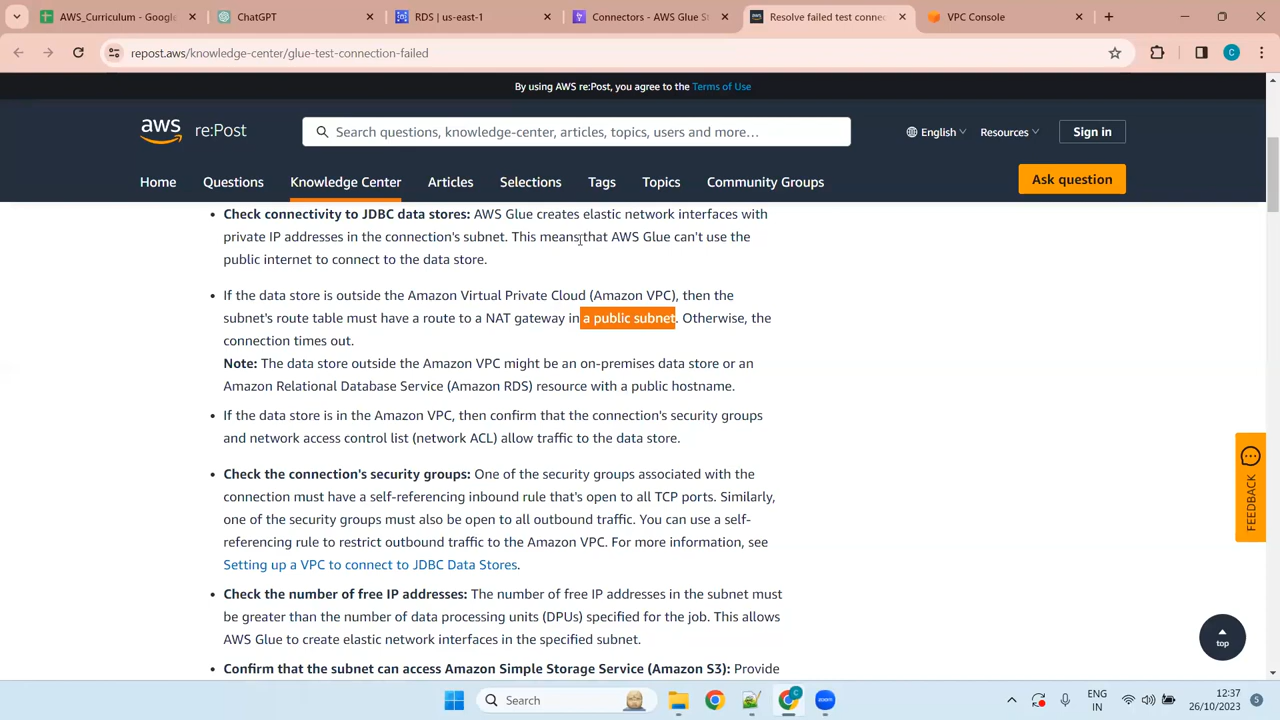 AWS_Curriculum - Google
ChatGPT
RDS | us-east-1
Connectors - AWS Glue St
Resolve failed test connec
VPC Console
repost.aws/knowledge-center/glue-test-connection-failed
C
By using AWS re:Post, you agree to the Terms of Use
aws re:Post
Search questions, knowledge-center, articles, topics, users and more...
English
Resources
Sign in
Home
Questions
Knowledge Center
Articles
Selections
Tags
Topics
Community Groups
Ask question
• Check connectivity to JDBC data stores: AWS Glue creates elastic network interfaces with
private IP addresses in the connection's subnet. This means that AWS Glue can't use the
public internet to connect to the data store.
• If the data store is outside the Amazon Virtual Private Cloud (Amazon VPC), then the
subnet's route table must have a route to a NAT gateway in a public subnet. Otherwise, the
connection times out.
Note: The data store outside the Amazon VPC might be an on-premises data store or an
Amazon Relational Database Service (Amazon RDS) resource with a public hostname.
• If the data store is in the Amazon VPC, then confirm that the connection's security groups
and network access control list (network ACL) allow traffic to the data store.
• Check the connection's security groups: One of the security groups associated with the
connection must have a self-referencing inbound rule that's open to all TCP ports. Similarly,
one of the security groups must also be open to all outbound traffic. You can use a self-
referencing rule to restrict outbound traffic to the Amazon VPC. For more information, see
Setting up a VPC to connect to JDBC Data Stores.
• Check the number of free IP addresses: The number of free IP addresses in the subnet must
be greater than the number of data processing units (DPUs) specified for the job. This allows
AWS Glue to create elastic network interfaces in the specified subnet.
• Confirm that the subnet can access Amazon Simple Storage Service (Amazon S3): Provide
FEEDBACK
top
Search
C
zoom
ENG
IN
12:37
26/10/2023
5